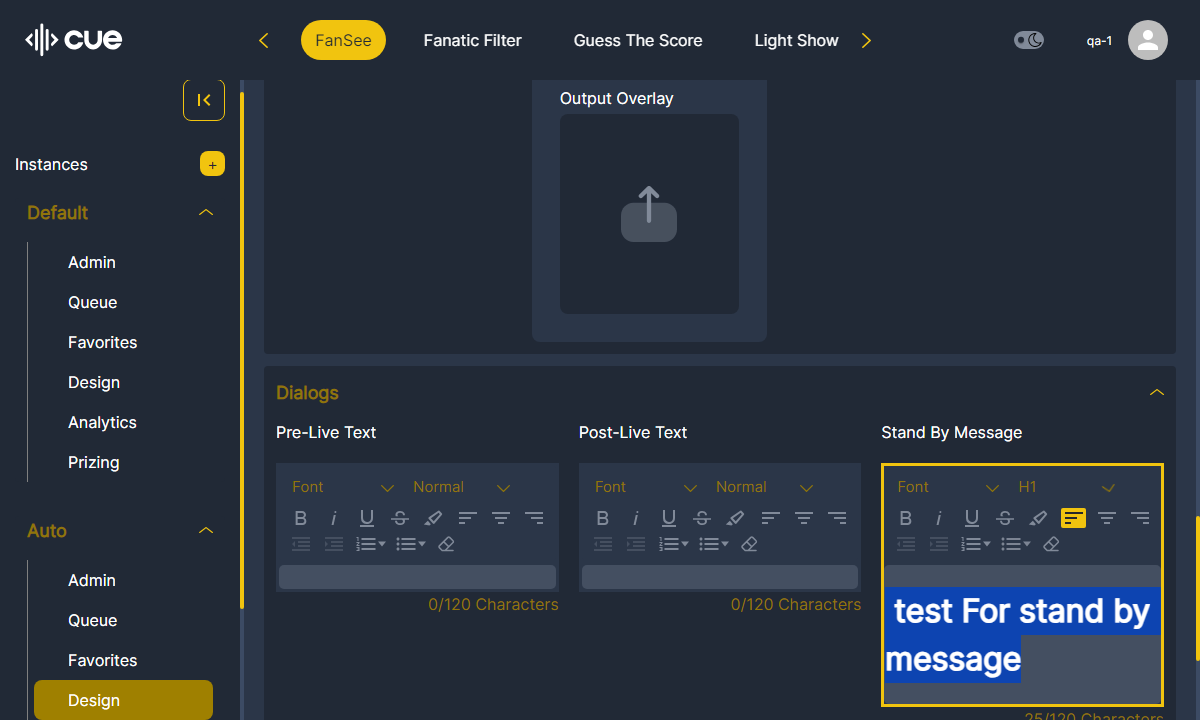 cue
FanSee
Fanatic Filter
Guess The Score
Light Show
qa-1
Instances
+
Default
Admin
Queue
Favorites
Design
Analytics
Prizing
Auto
Admin
Queue
Favorites
Design
Output Overlay
Dialogs
Pre-Live Text
Post-Live Text
Stand By Message
Font
Normal
B i U S
0/120 Characters
Font
Normal
B i U S
0/120 Characters
Font
H1
B i U S
test For stand by
message
25/120 Characters